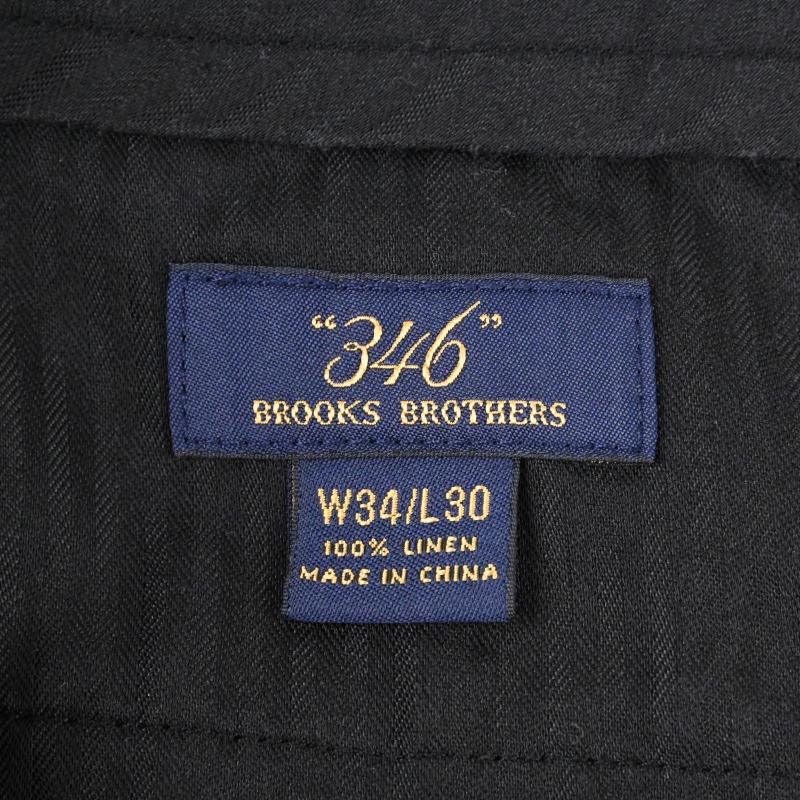 “346”
BROOKS BROTHERS
W34/L30
100% LINEN
MADE IN CHINA